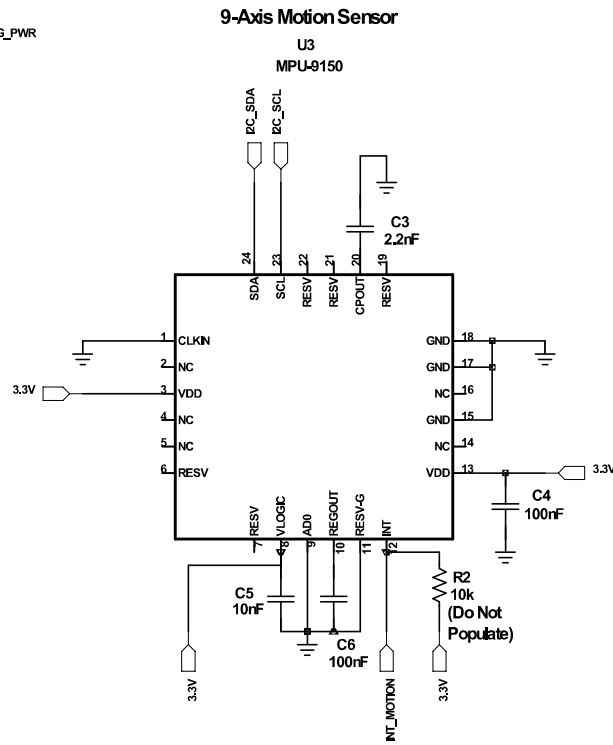 9-Axis Motion Sensor
G_PWR
U3
MPU-9150
I2C_SDA
I2C_SCL
C3
2.2nF
24
23
22
21
20
19
SDA
SCL
RESV
RESV
CPOUT
RESV
1
CLKIN
GND
18
2
NC
GND
17
3.3V
3
VDD
NC
16
4
NC
GND
15
5
NC
NC
14
6
RESV
VDD
13
3.3V
C4
100nF
RESV
VLOGIC
AD0
REGOUT
RESV-G
INT
7
8
9
10
11
12
C5
10nF
R2
10k
(Do Not
Populate)
C6
100nF
3.3V
INT_MOTION
3.3V